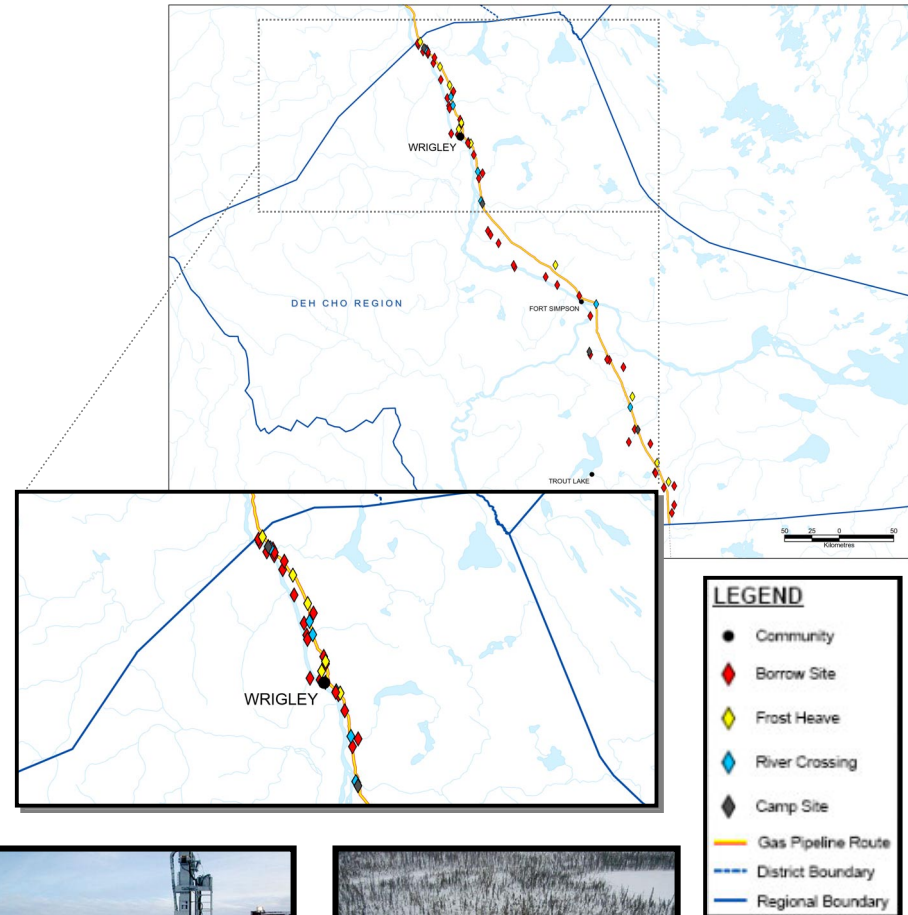 WRIGLEY
DEH CHO REGION
FORT SIMPSON
TROUT LAKE
50 25 0 50
Kilometres
WRIGLEY
LEGEND
Community
Borrow Site
Frost Heave
River Crossing
Camp Site
Gas Pipeline Route
District Boundary
Regional Boundary